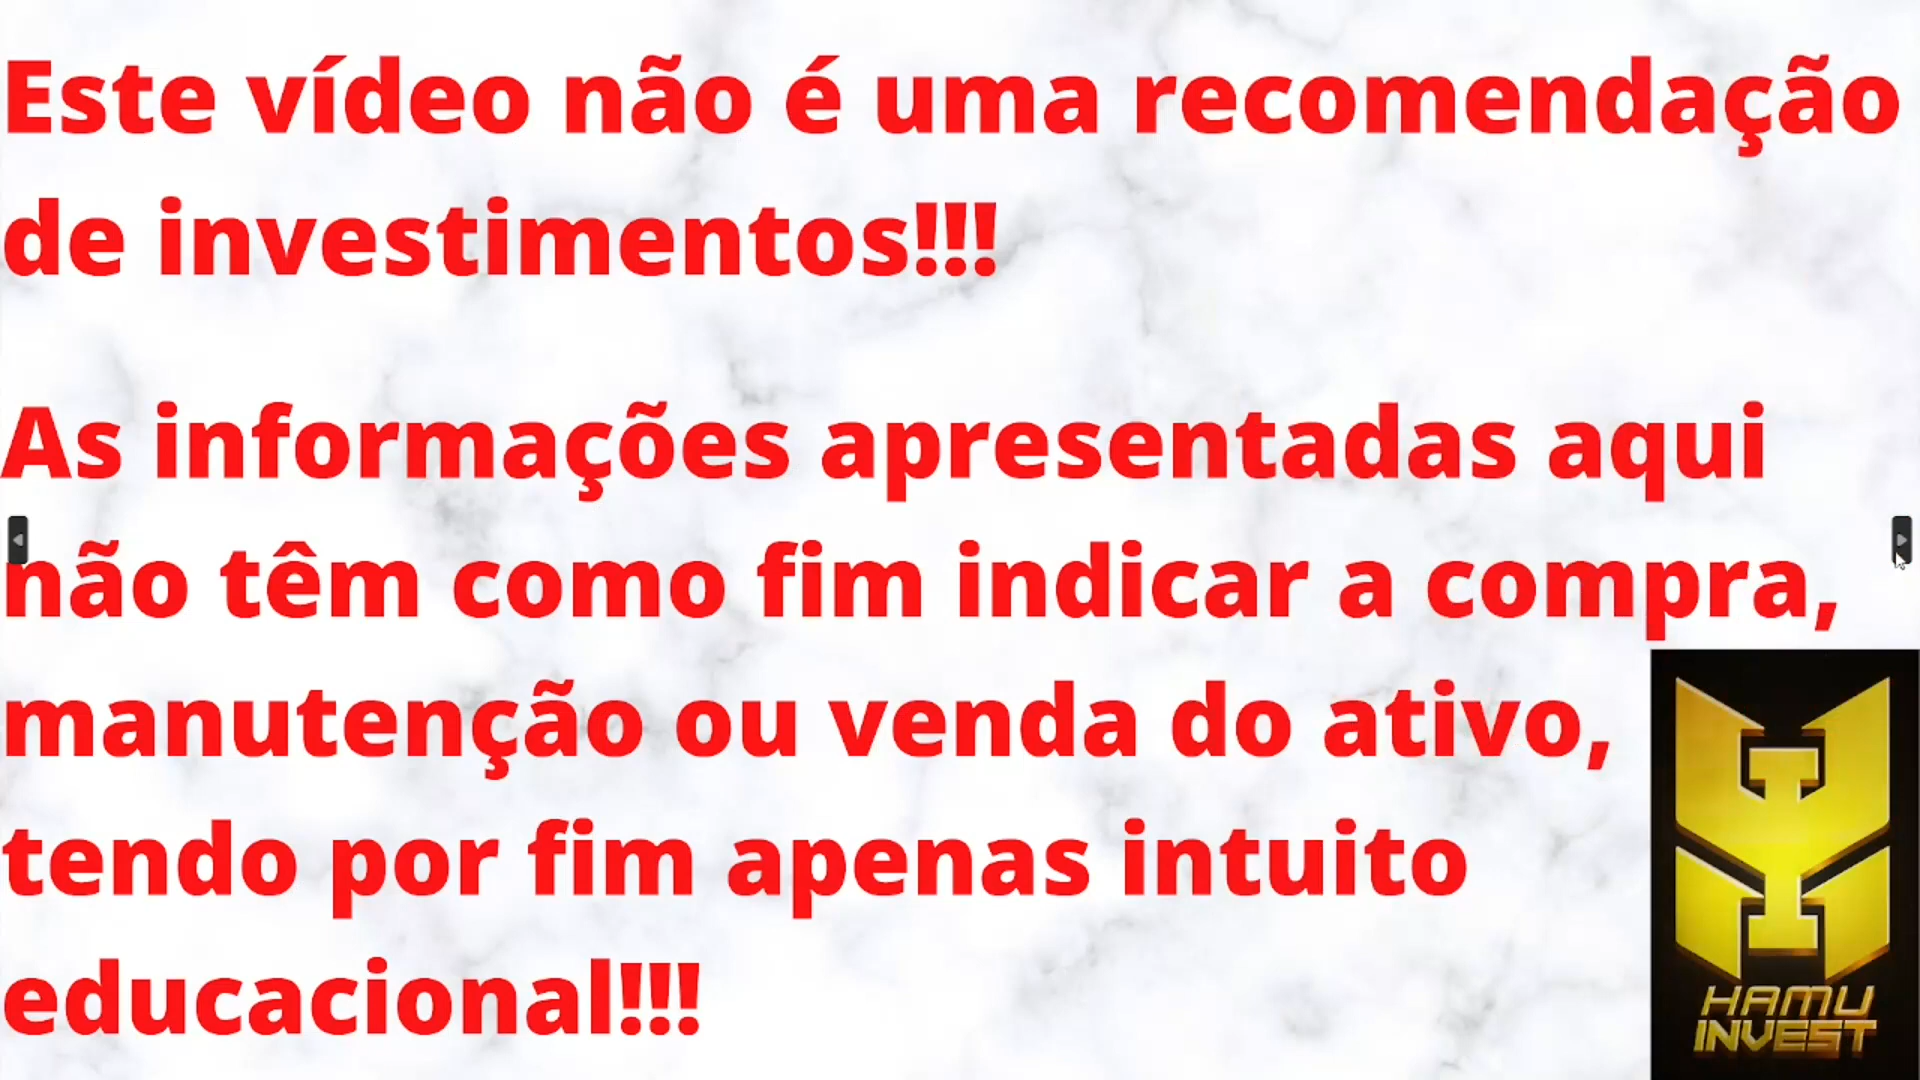 Este vídeo não é uma recomendação
de investimentos!!!
As informações apresentadas aqui
não têm como fim indicar a compra,
manutenção ou venda do ativo,
tendo por fim apenas intuito
educacional!!!
HAMU
INVEST